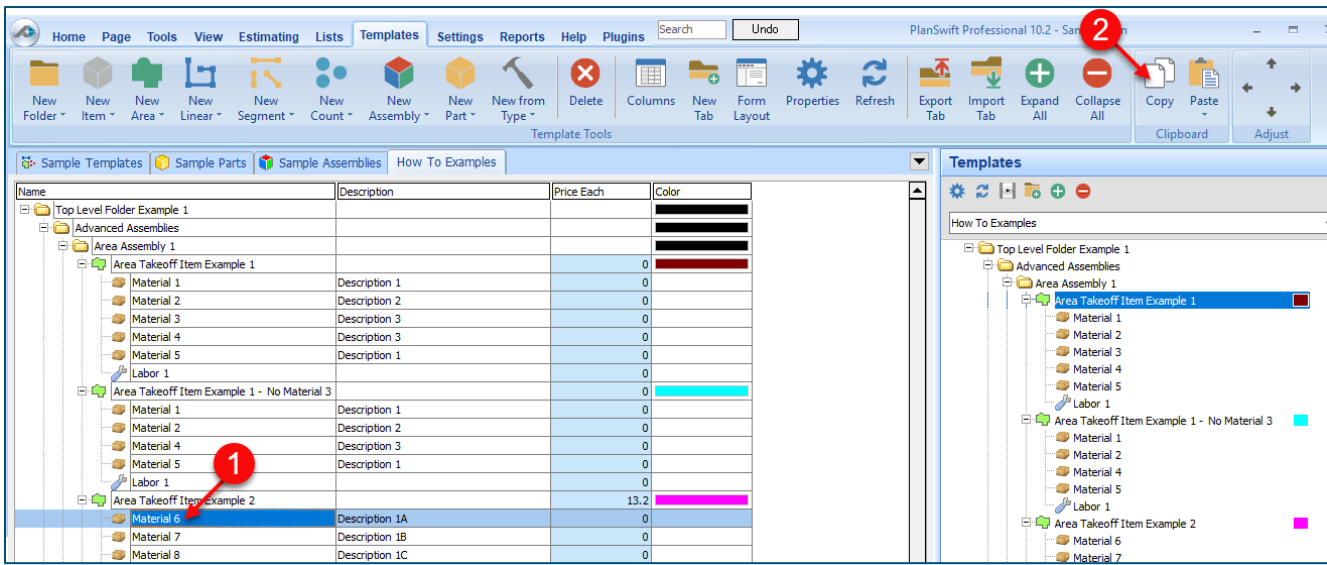 Home Page Tools View Estimating Lists Templates Settings Reports Help Plugins Search Undo PlanSwift Professional 10.2 -
2
New Folder New Item New Area New Linear New Segment New Count New Assembly New Part New from Type Delete Columns New Tab Form Layout Properties Refresh Export Tab Import Tab Expand All Collapse All Copy Paste
Template Tools Clipboard Adjust
Sample Templates Sample Parts Sample Assemblies How To Examples
Name Description Price Each Color
Top Level Folder Example 1
Advanced Assemblies
Area Assembly 1
Area Takeoff Item Example 1 0
Material 1 Description 1 0
Material 2 Description 2 0
Material 3 Description 3 0
Material 4 Description 3 0
Material 5 Description 1 0
Labor 1 0
Area Takeoff Item Example 1 - No Material 3 0
Material 1 Description 1 0
Material 2 Description 2 0
Material 4 Description 3 0
Material 5 Description 1 0
1
Labor 1 0
Area Takeoff Item Example 2 13.2
Material 6 Description 1A 0
Material 7 Description 1B 0
Material 8 Description 1C 0
Templates
How To Examples
Top Level Folder Example 1
Advanced Assemblies
Area Assembly 1
Area Takeoff Item Example 1
Material 1
Material 2
Material 3
Material 4
Material 5
Labor 1
Area Takeoff Item Example 1 - No Material 3
Material 1
Material 2
Material 4
Material 5
Labor 1
Area Takeoff Item Example 2
Material 6
Material 7